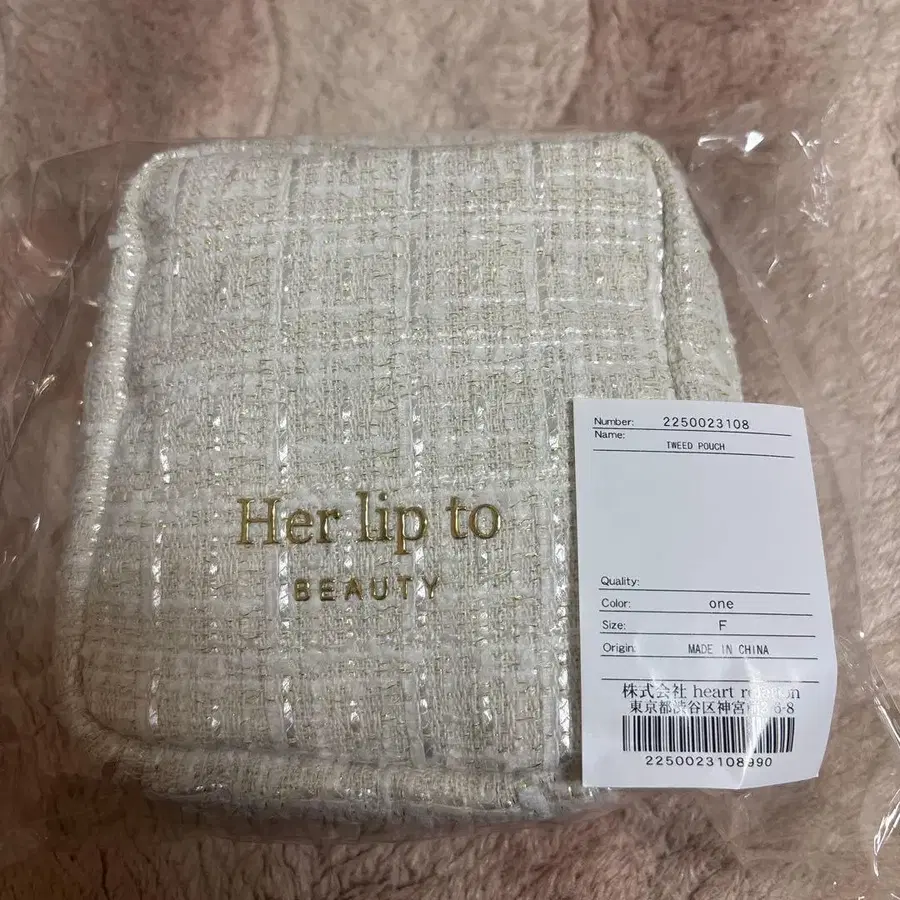 Her lip to
BEAUTY
Number: 2250023108
Name:
TWEED POUCH
Quality:
Color: one
Size: F
Origin: MADE IN CHINA
株式会社 heart relation
東京都渋谷区神宮前2-6-8
2250023108990